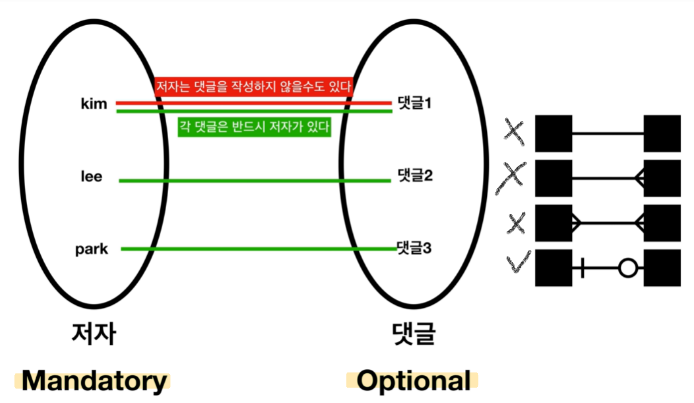 저자는 댓글을 작성하지 않을수도 있다
kim
댓글1
각 댓글은 반드시 저자가 있다
lee
댓글2
park
댓글3
저자
댓글
Mandatory
Optional